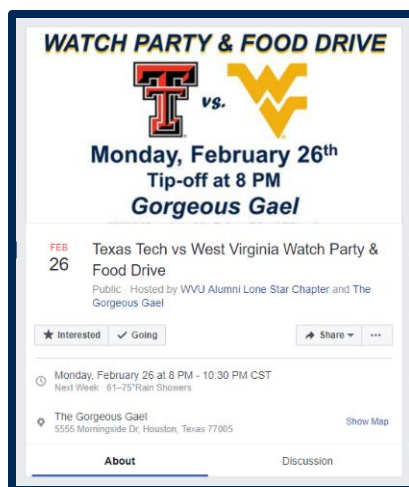 WATCH PARTY & FOOD DRIVE
T
vs.
WV
Monday, February 26th
Tip-off at 8 PM
Gorgeous Gael
FEB
26
Texas Tech vs West Virginia Watch Party &
Food Drive
Public · Hosted by WVU Alumni Lone Star Chapter and The
Gorgeous Gael
Interested
Going
Share
Monday, February 26 at 8 PM - 10:30 PM CST
Next Week · 61–75°Rain Showers
The Gorgeous Gael
5555 Morningside Dr, Houston, Texas 77005
Show Map
About
Discussion